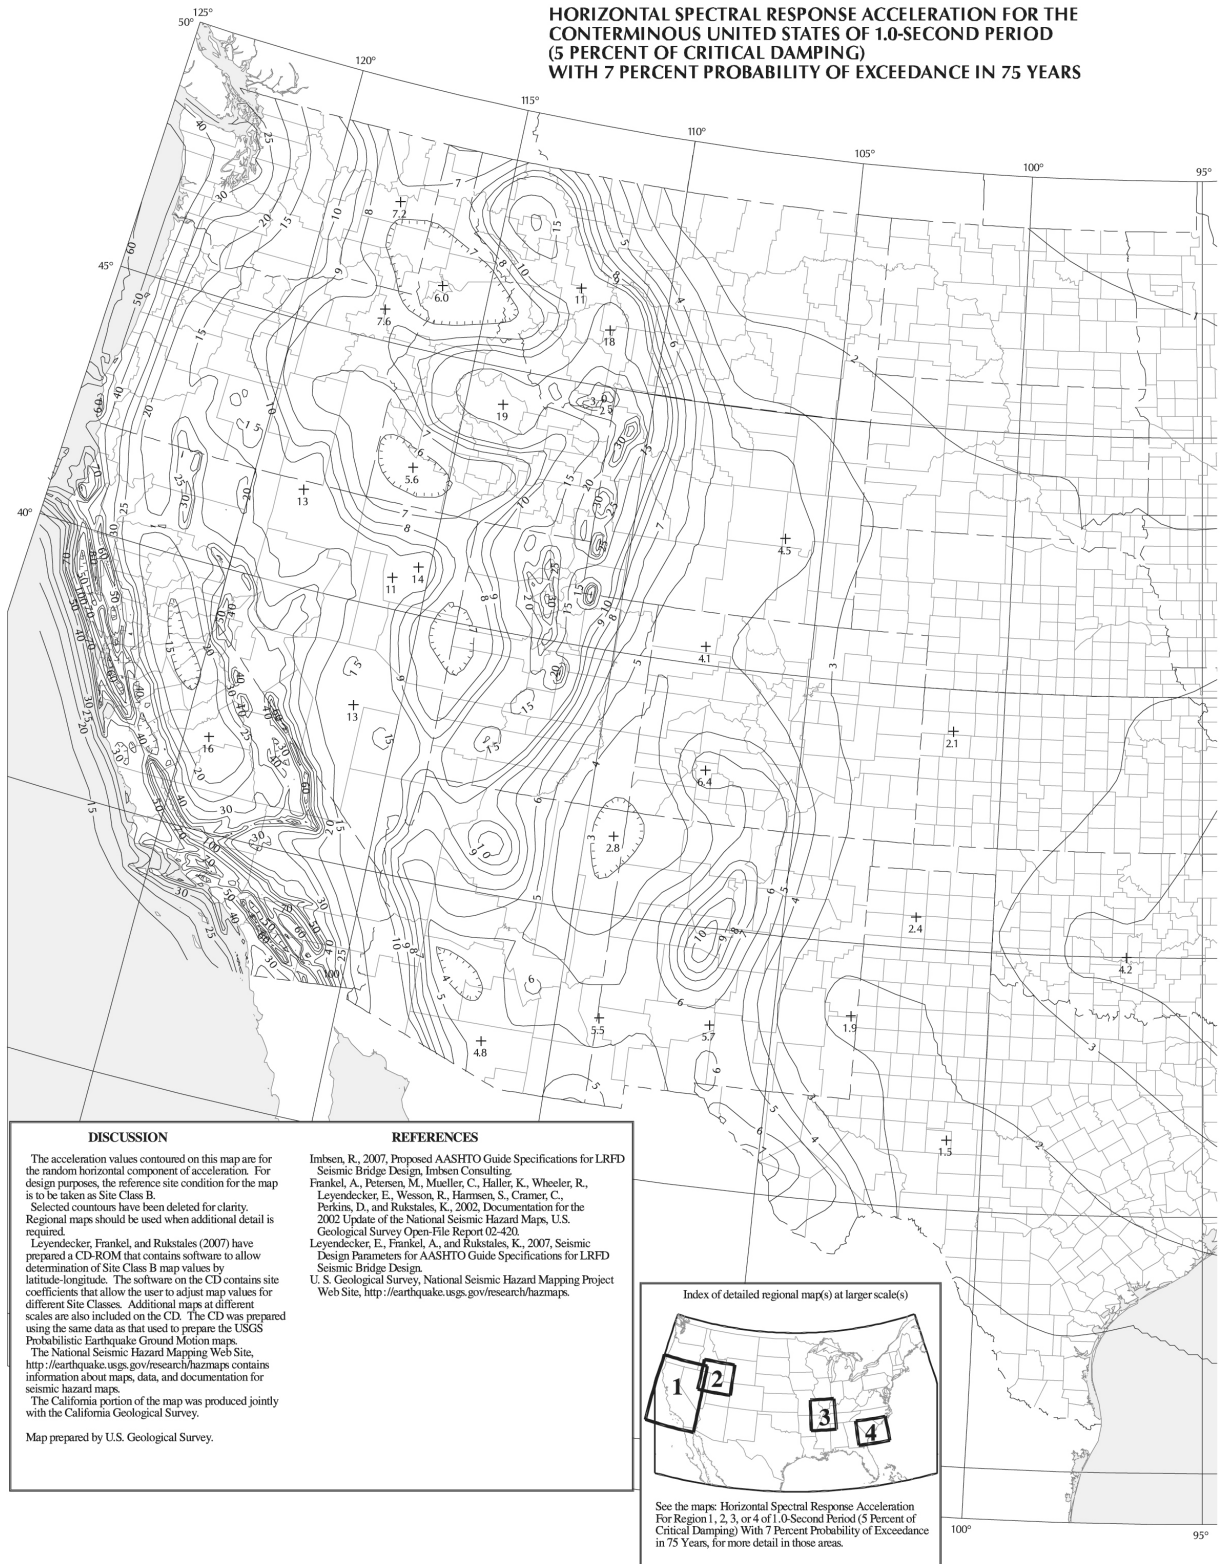 HORIZONTAL SPECTRAL RESPONSE ACCELERATION FOR THE
CONTERMINOUS UNITED STATES OF 1.0-SECOND PERIOD
(5 PERCENT OF CRITICAL DAMPING)
WITH 7 PERCENT PROBABILITY OF EXCEEDANCE IN 75 YEARS
125°
50°
120°
115°
110°
105°
100°
95°
45°
40°
7.2
6.0
7.6
11
18
19
5.6
13
14
11
4.5
4.1
13
16
2.1
6.4
2.8
2.4
4.2
1.9
5.5
5.7
4.8
1.5
DISCUSSION
The acceleration values contoured on this map are for
the random horizontal component of acceleration. For
design purposes, the reference site condition for the map
is to be taken as Site Class B.
Selected countours have been deleted for clarity.
Regional maps should be used when additional detail is
required.
Leyendecker, Frankel, and Rukstales (2007) have
prepared a CD-ROM that contains software to allow
determination of Site Class B map values by
latitude-longitude. The software on the CD contains site
coefficients that allow the user to adjust map values for
different Site Classes. Additional maps at different
scales are also included on the CD. The CD was prepared
using the same data as that used to prepare the USGS
Probabilistic Earthquake Ground Motion maps.
The National Seismic Hazard Mapping Web Site,
http://earthquake.usgs.gov/research/hazmaps contains
information about maps, data, and documentation for
seismic hazard maps.
The California portion of the map was produced jointly
with the California Geological Survey.
Map prepared by U.S. Geological Survey.
REFERENCES
Imbsen, R., 2007, Proposed AASHTO Guide Specifications for LRFD
Seismic Bridge Design, Imbsen Consulting.
Frankel, A., Petersen, M., Mueller, C., Haller, K., Wheeler, R.,
Leyendecker, E., Wesson, R., Harmsen, S., Cramer, C.,
Perkins, D., and Rukstales, K., 2002, Documentation for the
2002 Update of the National Seismic Hazard Maps, U.S.
Geological Survey Open-File Report 02-420.
Leyendecker, E., Frankel, A., and Rukstales, K., 2007, Seismic
Design Parameters for AASHTO Guide Specifications for LRFD
Seismic Bridge Design.
U. S. Geological Survey, National Seismic Hazard Mapping Project
Web Site, http://earthquake.usgs.gov/research/hazmaps.
Index of detailed regional map(s) at larger scale(s)
1
2
3
4
See the maps: Horizontal Spectral Response Acceleration
For Region 1, 2, 3, or 4 of 1.0-Second Period (5 Percent of
Critical Damping) With 7 Percent Probability of Exceedance
in 75 Years, for more detail in those areas.
100°
95°